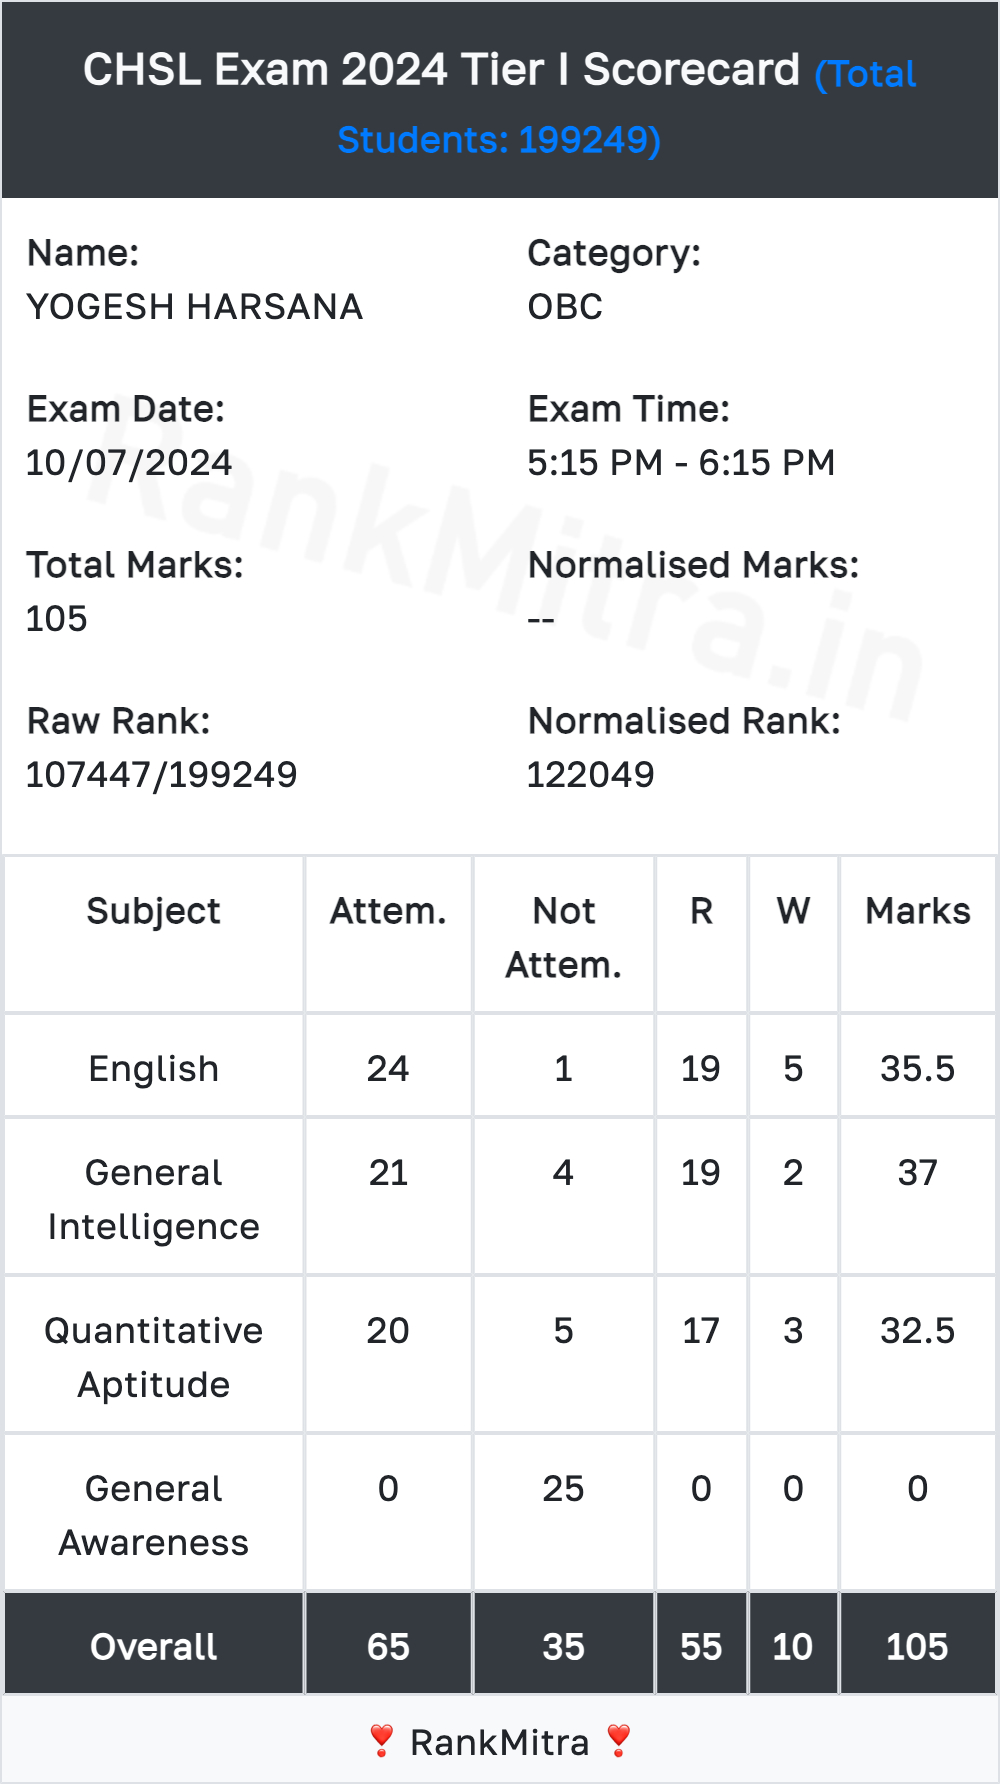 CHSL Exam 2024 Tier I Scorecard (Total
Students: 199249)
Name:
YOGESH HARSANA
Category:
OBC
Exam Date:
10/07/2024
Exam Time:
5:15 PM - 6:15 PM
Total Marks:
105
Normalised Marks:
--
Raw Rank:
107447/199249
Normalised Rank:
122049
RankMitra.in
Subject Attem. Not Attem. R W Marks
English 24 1 19 5 35.5
General Intelligence 21 4 19 2 37
Quantitative Aptitude 20 5 17 3 32.5
General Awareness 0 25 0 0 0
Overall 65 35 55 10 105
❣️ RankMitra ❣️